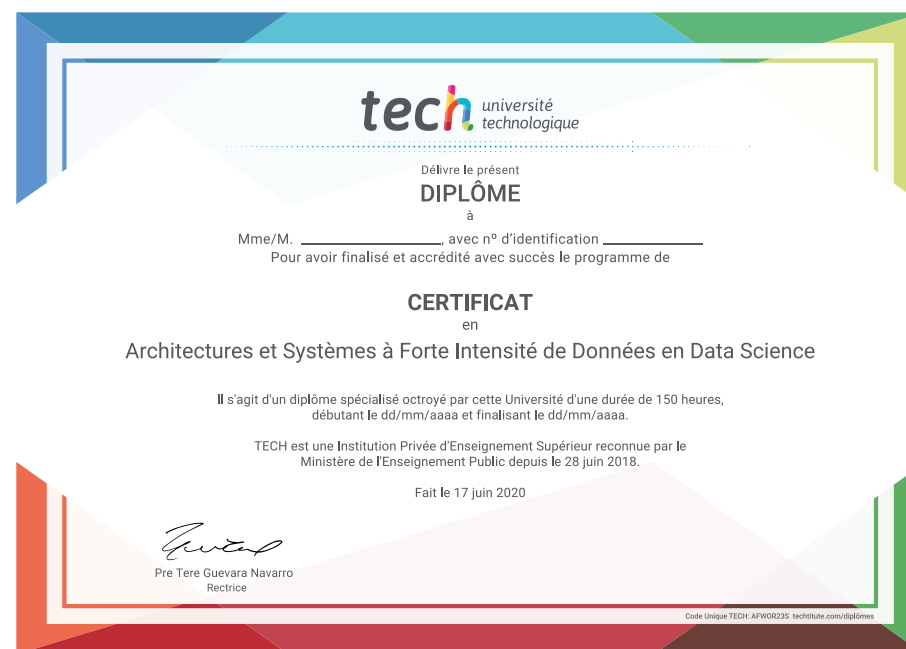 tech université
technologique
Délivre le présent
DIPLÔME
à
Mme/M. ____________________, avec nº d'identification ______________
Pour avoir finalisé et accrédité avec succès le programme de
CERTIFICAT
en
Architectures et Systèmes à Forte Intensité de Données en Data Science
Il s'agit d'un diplôme spécialisé octroyé par cette Université d'une durée de 150 heures,
débutant le dd/mm/aaaa et finalisant le dd/mm/aaaa.
TECH est une Institution Privée d'Enseignement Supérieur reconnue par le
Ministère de l'Enseignement Public depuis le 28 juin 2018.
Fait le 17 juin 2020
Pre Tere Guevara Navarro
Rectrice
Code Unique TECH: AFWOR23S techtitute.com/diplômes